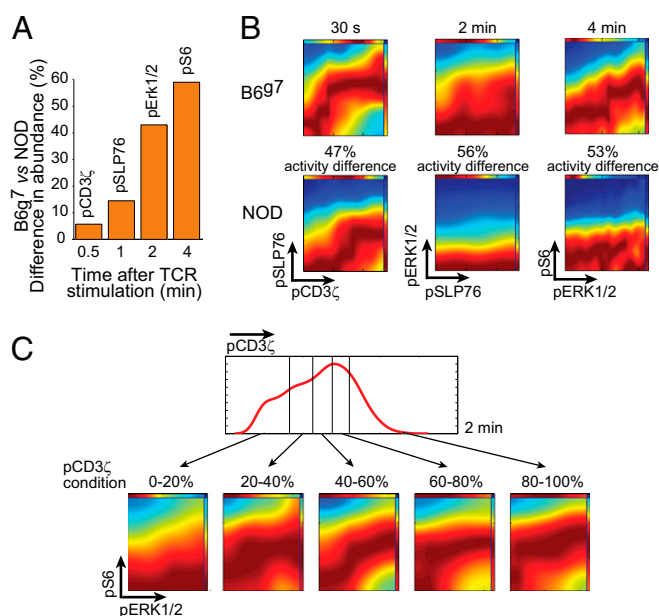 A
B6g7 vs NOD
Difference in abundance (%)
60
50
40
30
20
10
0
pCD3ζ
pSLP76
pErk1/2
pS6
0.5 1 2 4
Time after TCR
stimulation (min)
B
30 s 2 min 4 min
B6g7
47% 56% 53%
activity difference activity difference activity difference
NOD
pSLP76
pCD3ζ
pERK1/2
pSLP76
pS6
pERK1/2
C
pCD3ζ
2 min
pCD3ζ
condition
0-20% 20-40% 40-60% 60-80% 80-100%
pS6
pERK1/2